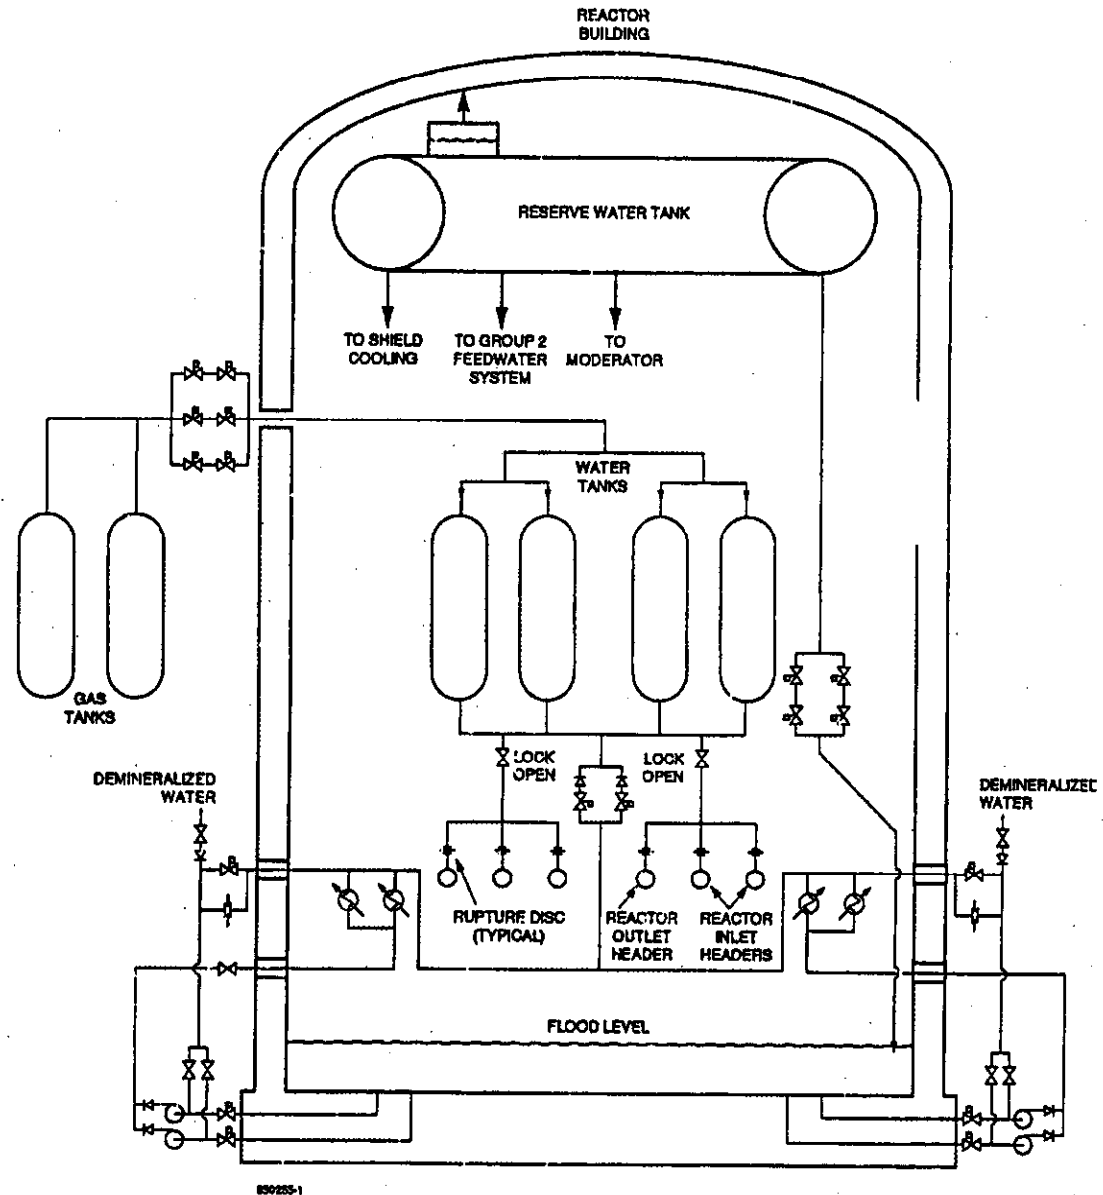 REACTOR
BUILDING
RESERVE WATER TANK
TO SHIELD
COOLING
TO GROUP 2
FEEDWATER
SYSTEM
TO
MODERATOR
WATER
TANKS
GAS
TANKS
LOCK
OPEN
LOCK
OPEN
DEMINERALIZED
WATER
DEMINERALIZED
WATER
RUPTURE DISC
(TYPICAL)
REACTOR
OUTLET
HEADER
REACTOR
INLET
HEADERS
FLOOD LEVEL